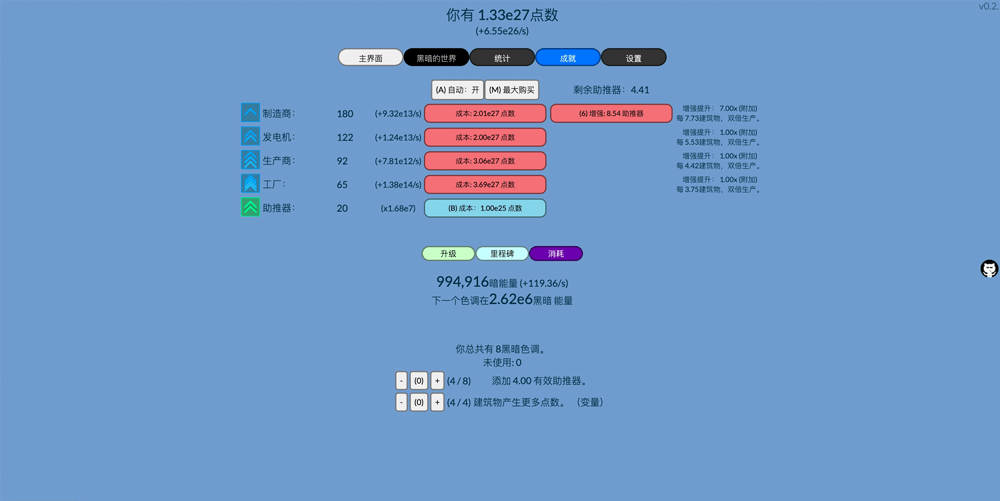 v0.2.
你有 1.33e27点数
(+6.55e26/s)
主界面 黑暗的世界 统计 成就 设置
(A) 自动：开 (M) 最大购买 剩余助推器：4.41
制造商： 180 (+9.32e13/s) 成本: 2.01e27 点数 (6) 增强: 8.54 助推器 增强提升： 7.00x (附加)
每 7.73建筑物，双倍生产。
发电机： 122 (+1.24e13/s) 成本: 2.00e27 点数 增强提升： 1.00x (附加)
每 5.53建筑物，双倍生产。
生产商： 92 (+7.81e12/s) 成本: 3.06e27 点数 增强提升： 1.00x (附加)
每 4.42建筑物，双倍生产。
工厂： 65 (+1.38e14/s) 成本: 3.69e27 点数 增强提升： 1.00x (附加)
每 3.75建筑物，双倍生产。
助推器： 20 (x1.68e7) (B) 成本：1.00e25 点数
升级 里程碑 消耗
994,916暗能量 (+119.36/s)
下一个色调在2.62e6黑暗 能量
你总共有 8黑暗色调。
未使用: 0
- (0) + (4 / 8) 添加 4.00 有效助推器。
- (0) + (4 / 4) 建筑物产生更多点数。（变量）